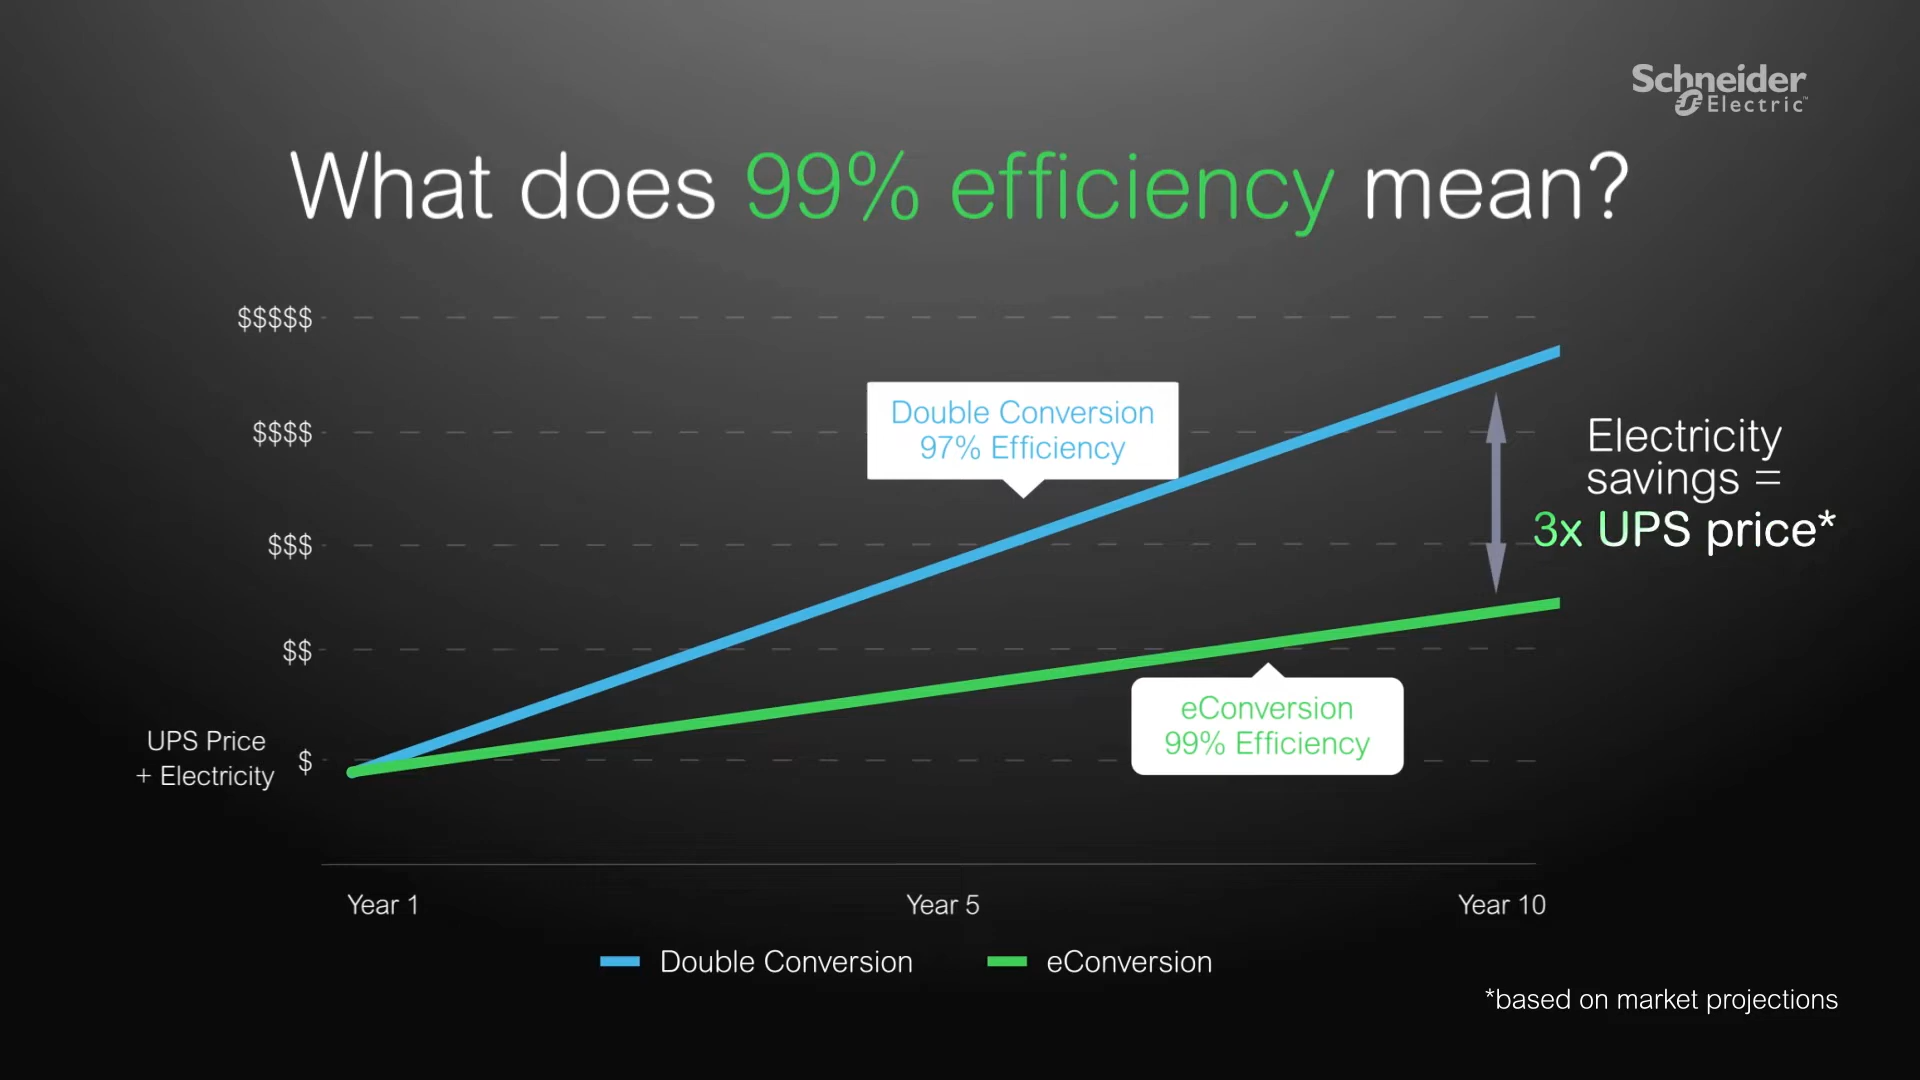 Schneider
Electric™
What does 99% efficiency mean?
$$$$$
$$$$
$$$
$$
$
UPS Price
+ Electricity
Double Conversion
97% Efficiency
Electricity
savings =
3x UPS price*
eConversion
99% Efficiency
Year 1
Year 5
Year 10
Double Conversion
eConversion
*based on market projections